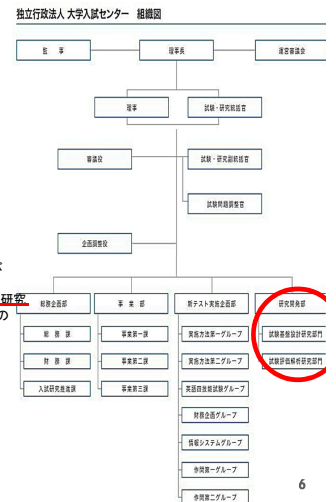 独立行政法人 大学入試センター　組織図
監　事
理事長
運営審議会
理事
試験・研究統括官
審議役
試験・研究副統括官
試験問題調整官
企画調整役
研究
の
総務企画部
事　業　部
新テスト実施企画部
研究開発部
総　務　課
事業第一課
実施方法第一グループ
試験基盤設計研究部門
財　務　課
事業第二課
実施方法第二グループ
試験評価解析研究部門
入試研究推進課
事業第三課
英語四技能試験グループ
財務企画グループ
情報システムグループ
作問第一グループ
作問第二グループ
6